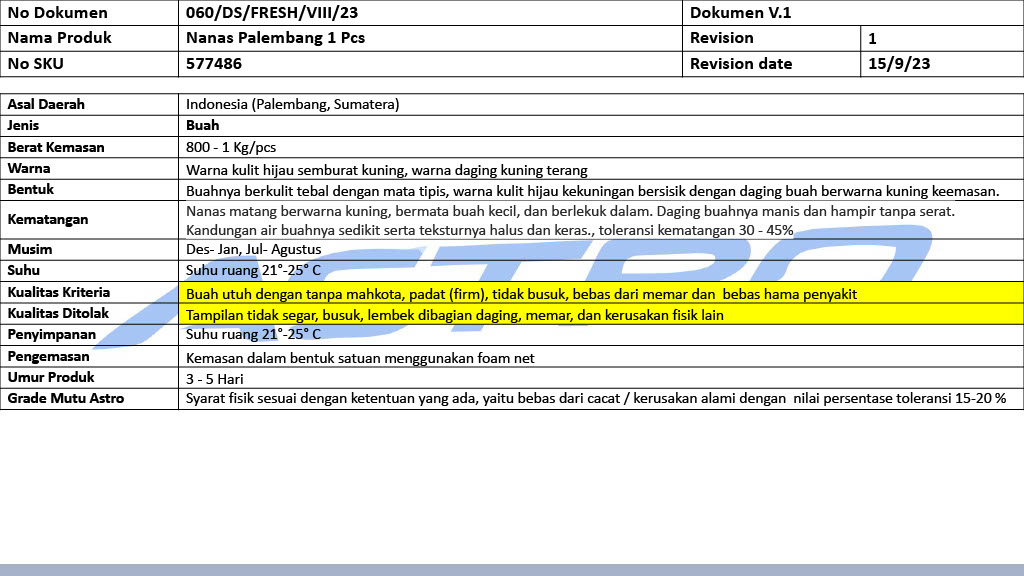 No Dokumen 060/DS/FRESH/VIII/23 Dokumen V.1
Nama Produk Nanas Palembang 1 Pcs Revision 1
No SKU 577486 Revision date 15/9/23
Asal Daerah Indonesia (Palembang, Sumatera)
Jenis Buah
Berat Kemasan 800 - 1 Kg/pcs
Warna Warna kulit hijau semburat kuning, warna daging kuning terang
Bentuk Buahnya berkulit tebal dengan mata tipis, warna kulit hijau kekuningan bersisik dengan daging buah berwarna kuning keemasan.
Kematangan Nanas matang berwarna kuning, bermata buah kecil, dan berlekuk dalam. Daging buahnya manis dan hampir tanpa serat.
Kandungan air buahnya sedikit serta teksturnya halus dan keras., toleransi kematangan 30 - 45%
Musim Des- Jan, Jul- Agustus
Suhu Suhu ruang 21°-25° C
Kualitas Kriteria Buah utuh dengan tanpa mahkota, padat (firm), tidak busuk, bebas dari memar dan  bebas hama penyakit
Kualitas Ditolak Tampilan tidak segar, busuk, lembek dibagian daging, memar, dan kerusakan fisik lain
Penyimpanan Suhu ruang 21°-25° C
Pengemasan Kemasan dalam bentuk satuan menggunakan foam net
Umur Produk 3 - 5 Hari
Grade Mutu Astro Syarat fisik sesuai dengan ketentuan yang ada, yaitu bebas dari cacat / kerusakan alami dengan  nilai persentase toleransi 15-20 %
ASTRO